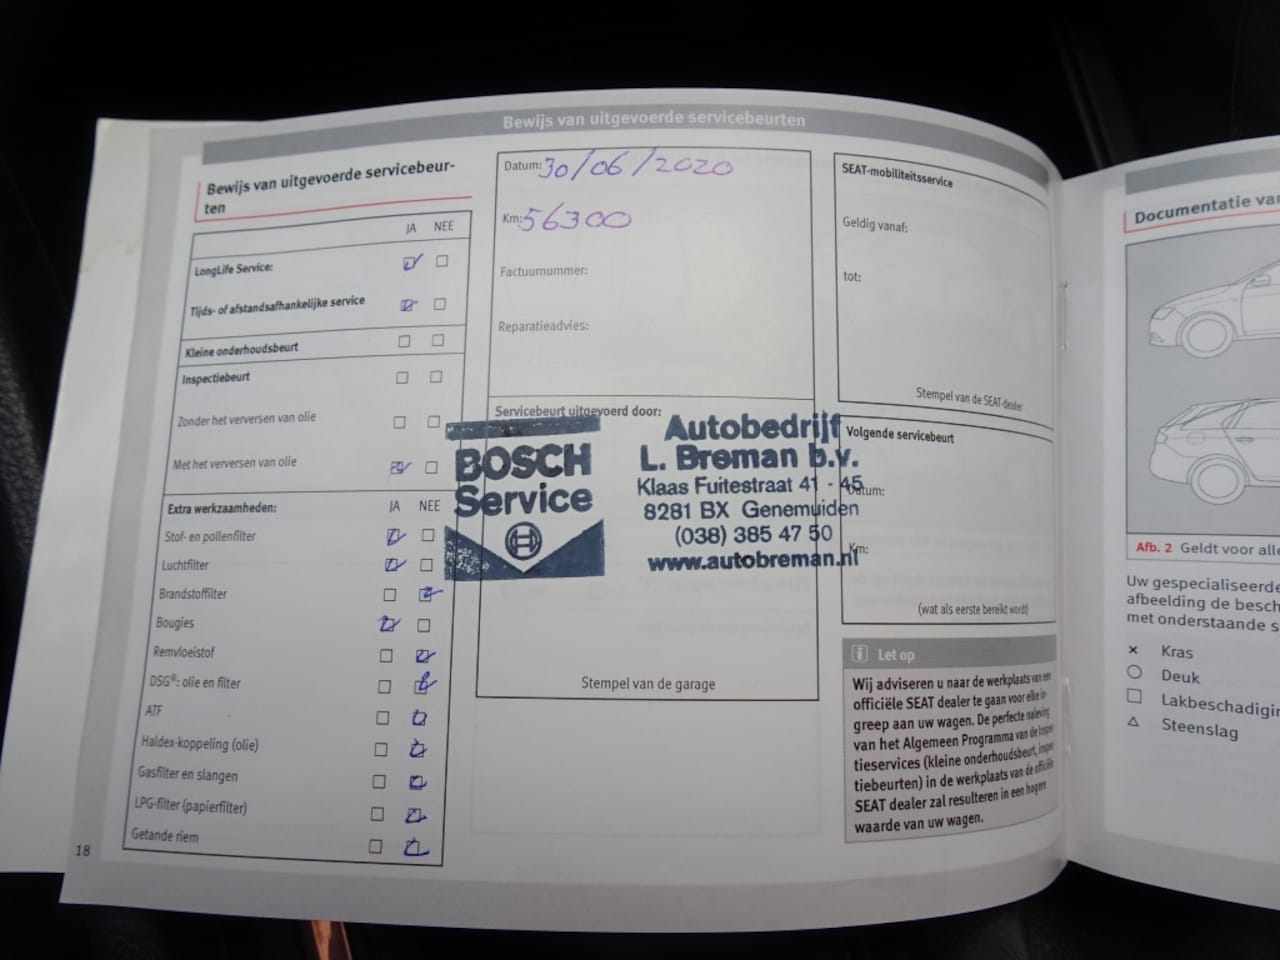 Bewijs van uitgevoerde servicebeurten
Bewijs van uitgevoerde servicebeur-
ten
JA NEE
LongLife Service:
Tijds- of afstandsafhankelijke service
Kleine onderhoudsbeurt
Inspectiebeurt
Zonder het verversen van olie
Met het verversen van olie
Extra werkzaamheden: JA NEE
Stof- en pollenfilter
Luchtfilter
Brandstoffilter
Bougies
Remvloeistof
DSG®: olie en filter
ATF
Haldex-koppeling (olie)
Gasfilter en slangen
LPG-filter (papierfilter)
Getande riem
18
Datum: 30/06/2020
Km: 56300
Factuurnummer:
Reparatieadvies:
Servicebeurt uitgevoerd door:
BOSCH
Service
Autobedrijf
L. Breman b.v.
Klaas Fuitestraat 41 - 45
8281 BX Genemuiden
(038) 385 47 50
www.autobreman.nl
Stempel van de garage
SEAT-mobiliteitsservice
Geldig vanaf:
tot:
Stempel van de SEAT-dealer
Volgende servicebeurt
Datum:
Km:
(wat als eerste bereikt wordt)
Let op
Wij adviseren u naar de werkplaats van een
officiële SEAT dealer te gaan voor elke in-
greep aan uw wagen. De perfecte naleving
van het Algemeen Programma van de Inspec-
tieservices (kleine onderhoudsbeurt, inspec-
tiebeurten) in de werkplaats van de officiële
SEAT dealer zal resulteren in een hogere
waarde van uw wagen.
Documentatie va
Afb. 2 Geldt voor alle
Uw gespecialiseerde
afbeelding de besch
met onderstaande s
Kras
Deuk
Lakbeschadigin
Steenslag